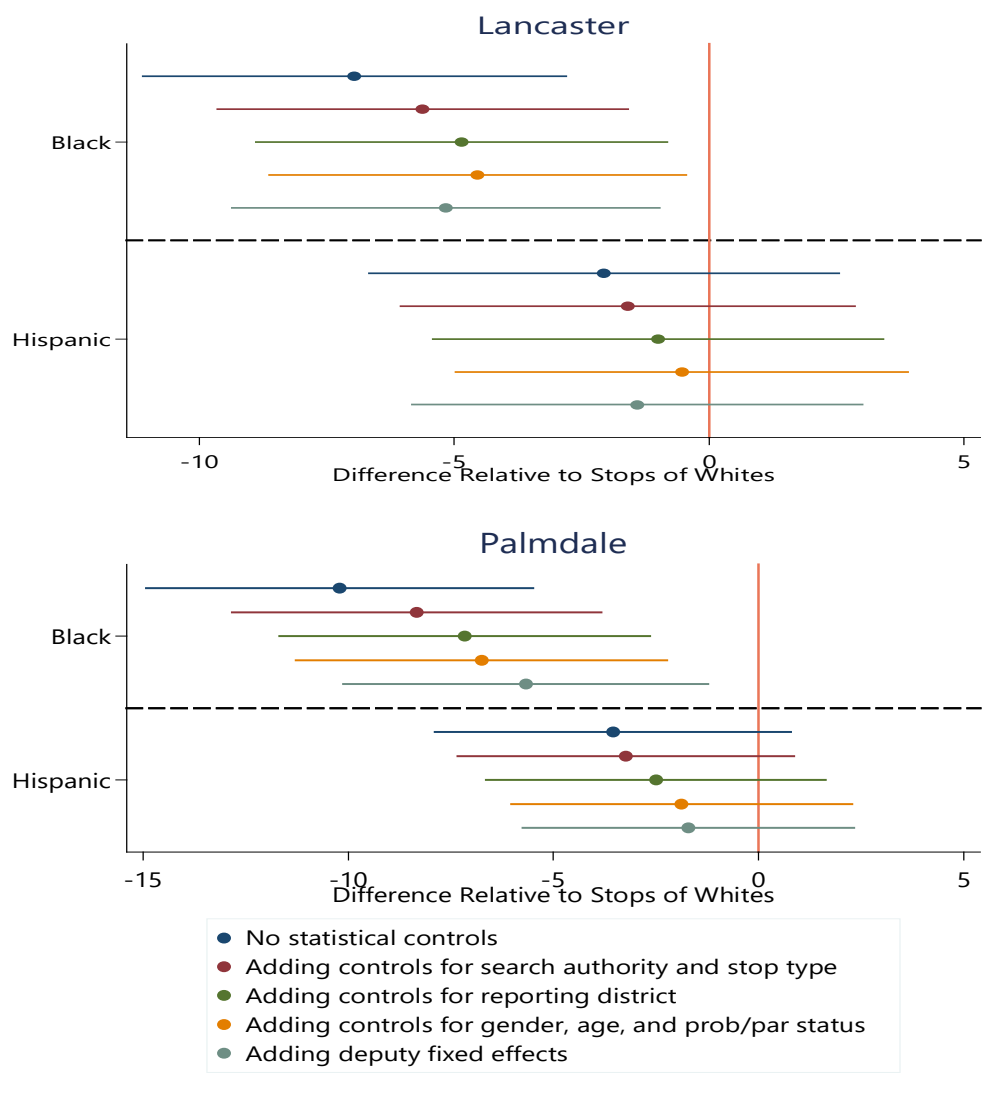 Lancaster
Black
Hispanic
-10 -5 0 5
Difference Relative to Stops of Whites
Palmdale
Black
Hispanic
-15 -10 -5 0 5
Difference Relative to Stops of Whites
No statistical controls
Adding controls for search authority and stop type
Adding controls for reporting district
Adding controls for gender, age, and prob/par status
Adding deputy fixed effects